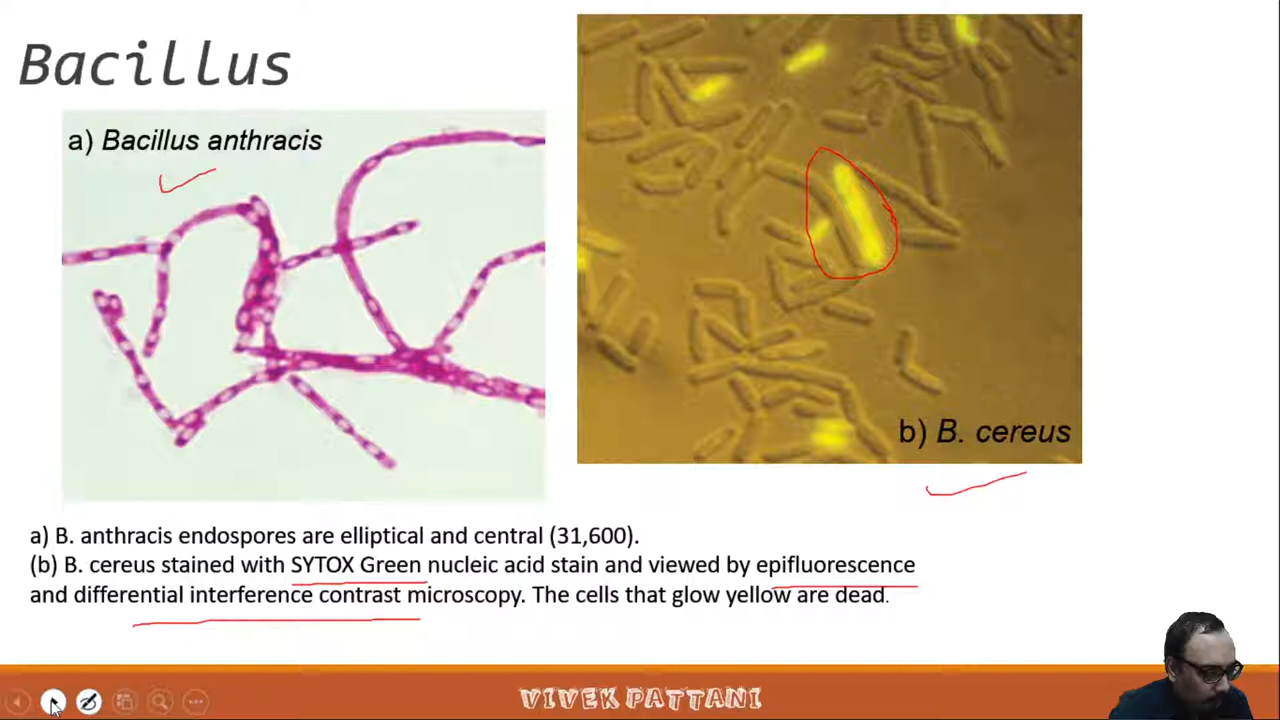 Bacillus
a) Bacillus anthracis
b) B. cereus
a) B. anthracis endospores are elliptical and central (31,600).
(b) B. cereus stained with SYTOX Green nucleic acid stain and viewed by epifluorescence
and differential interference contrast microscopy. The cells that glow yellow are dead.
VIVEK PATTANI